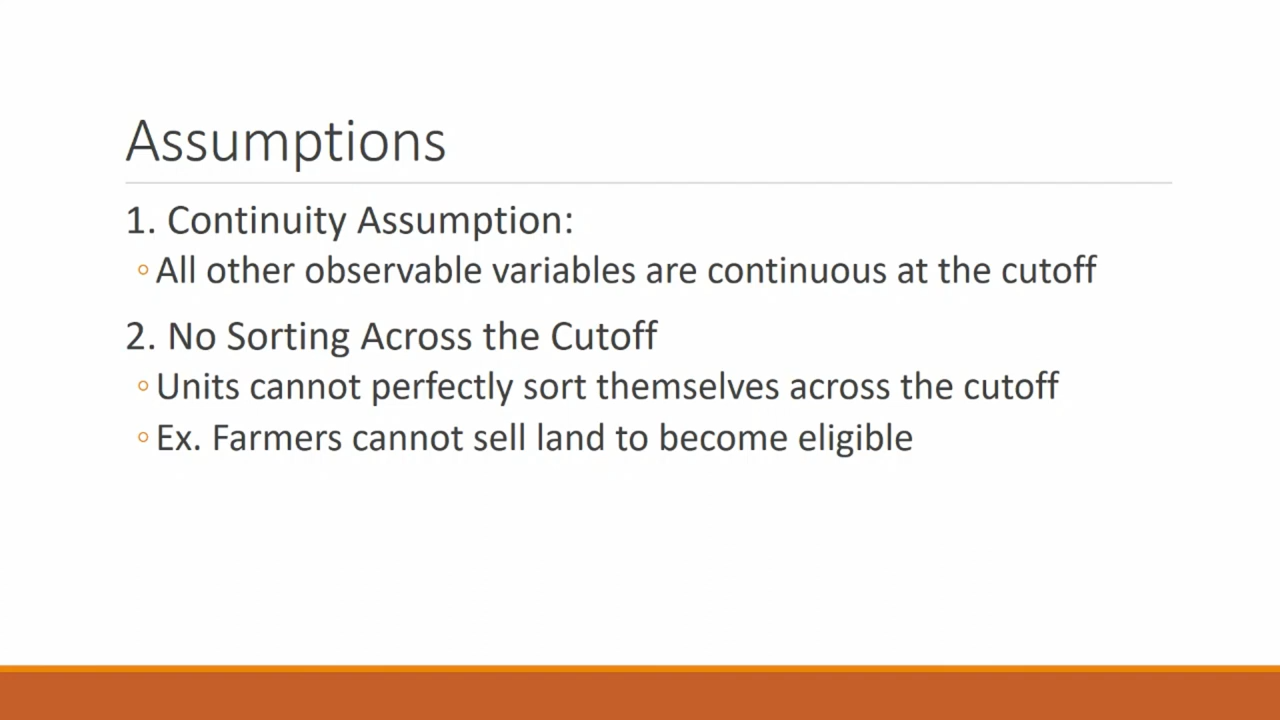 Assumptions
1. Continuity Assumption:
◦ All other observable variables are continuous at the cutoff
2. No Sorting Across the Cutoff
◦ Units cannot perfectly sort themselves across the cutoff
◦ Ex. Farmers cannot sell land to become eligible